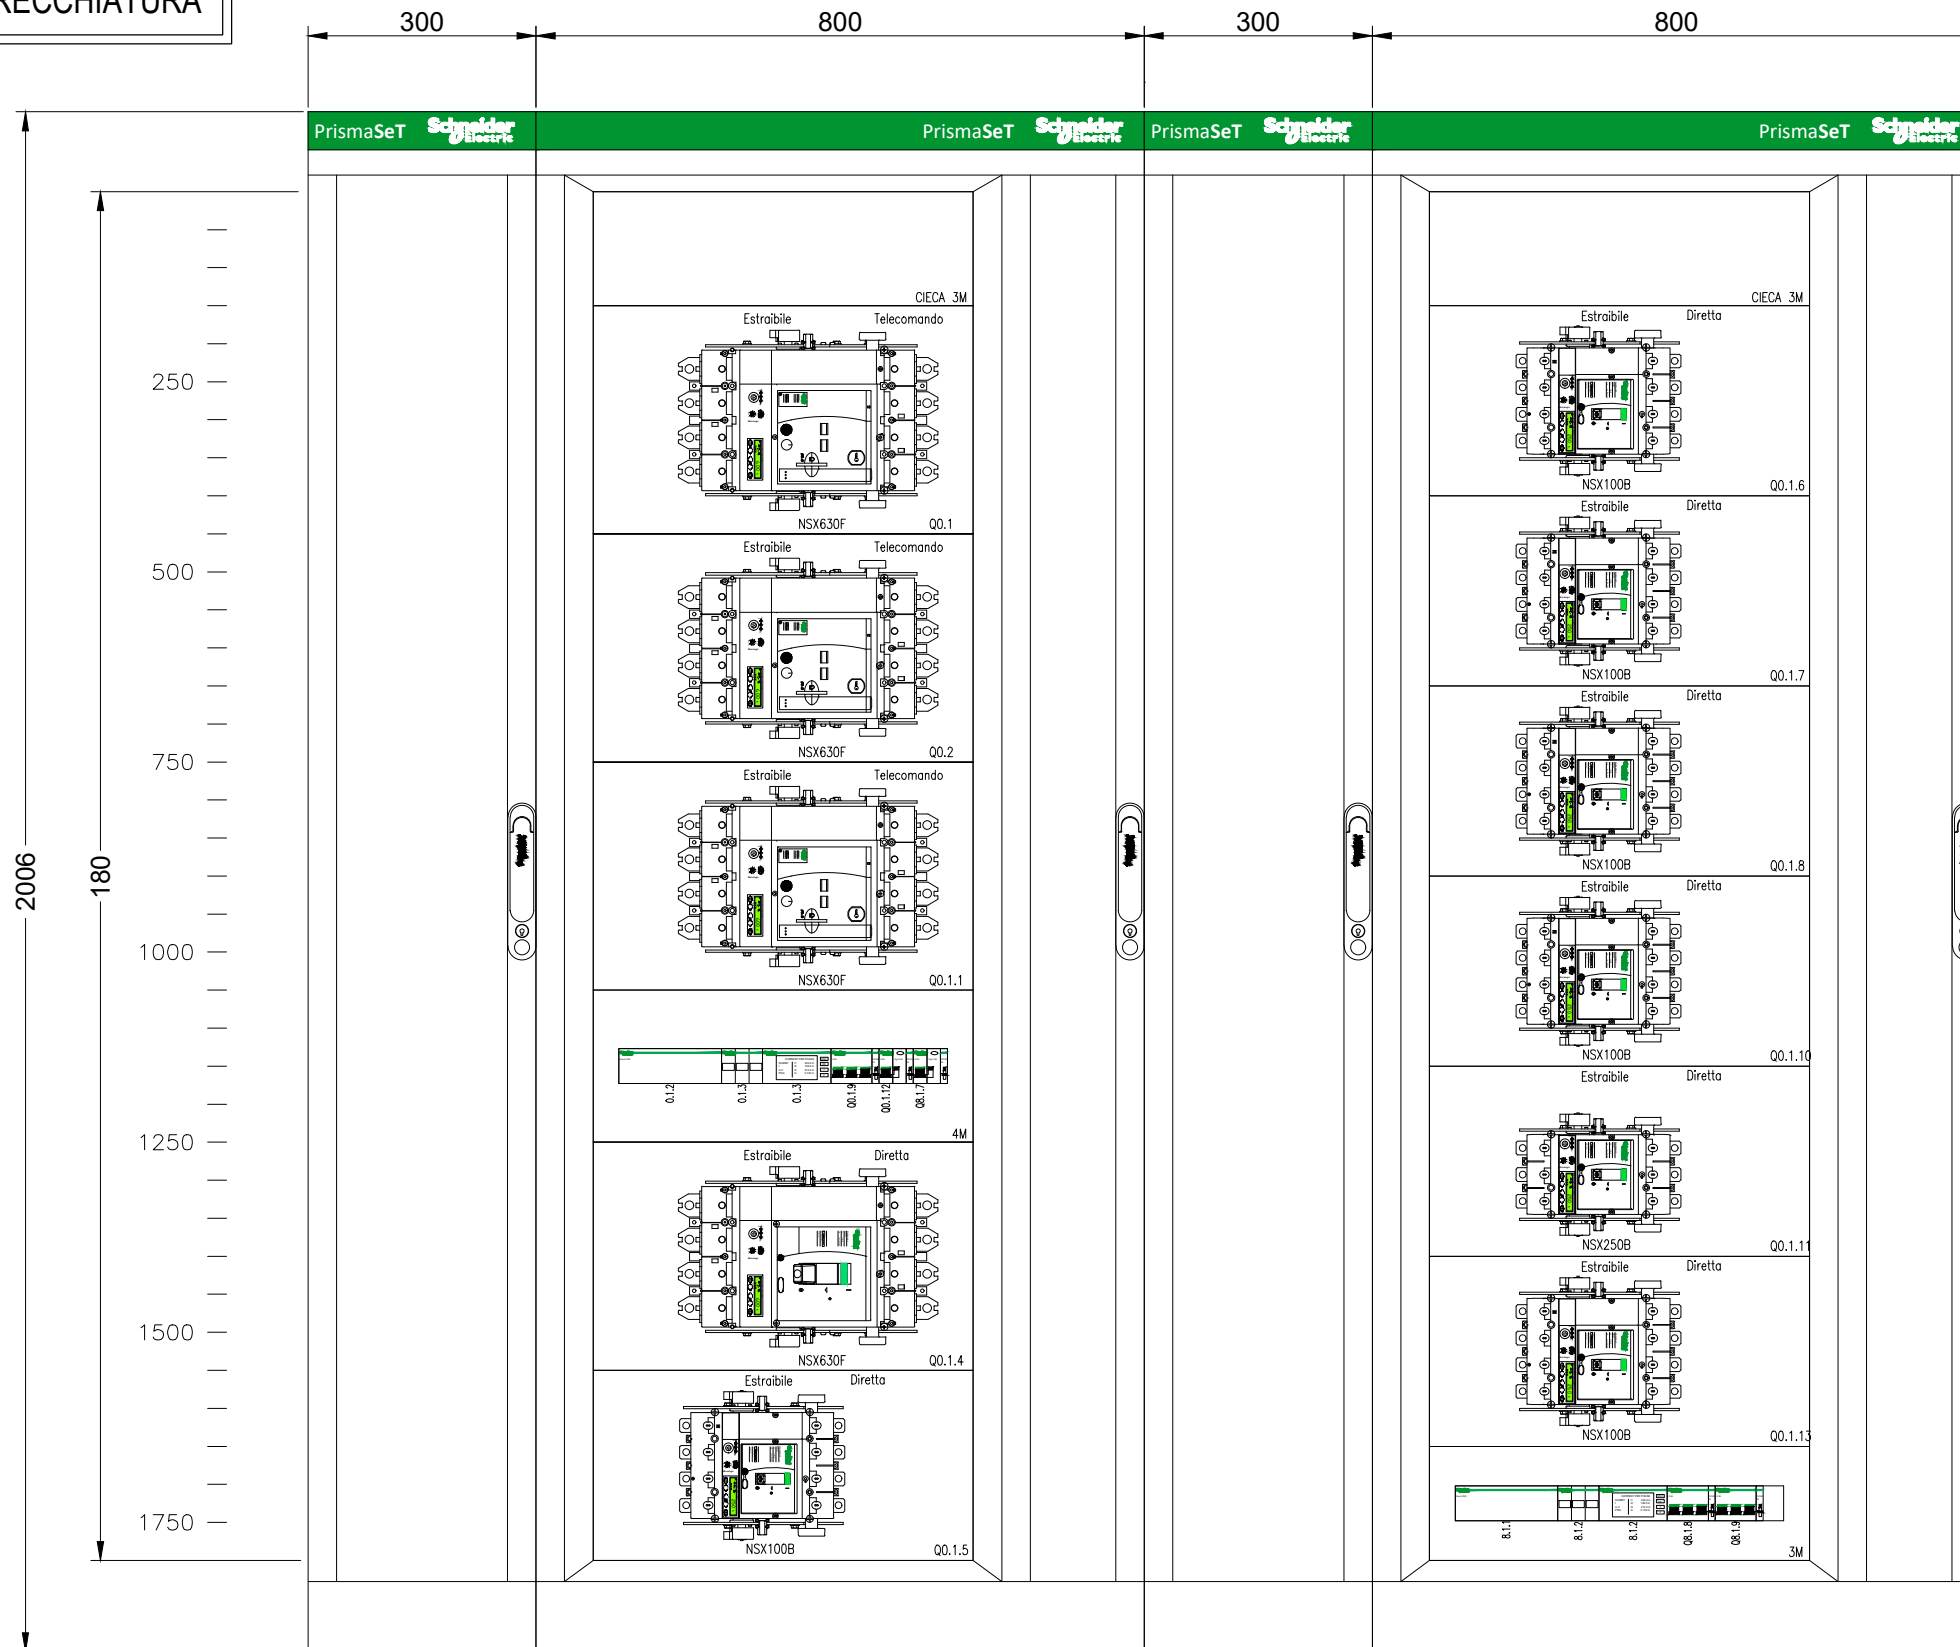 RECCHIATURA
300
800
300
800
PrismaSeT Schneider Electric
PrismaSeT Schneider Electric
PrismaSeT Schneider Electric
PrismaSeT Schneider Electric
2006
180
250
500
750
1000
1250
1500
1750
CIECA 3M
Estraibile Telecomando
NSX630F Q0.1
Estraibile Telecomando
NSX630F Q0.2
Estraibile Telecomando
NSX630F Q0.1.1
0.1.2 0.1.3 0.1.3 Q0.1.9 Q0.1.12 Q8.1.7
4M
Estraibile Diretta
NSX630F Q0.1.4
Estraibile Diretta
NSX100B Q0.1.5
CIECA 3M
Estraibile Diretta
NSX100B Q0.1.6
Estraibile Diretta
NSX100B Q0.1.7
Estraibile Diretta
NSX100B Q0.1.8
Estraibile Diretta
NSX100B Q0.1.10
Estraibile Diretta
NSX250B Q0.1.11
Estraibile Diretta
NSX100B Q0.1.13
8.1.1 8.1.2 8.1.2 Q8.1.8 Q8.1.9
3M